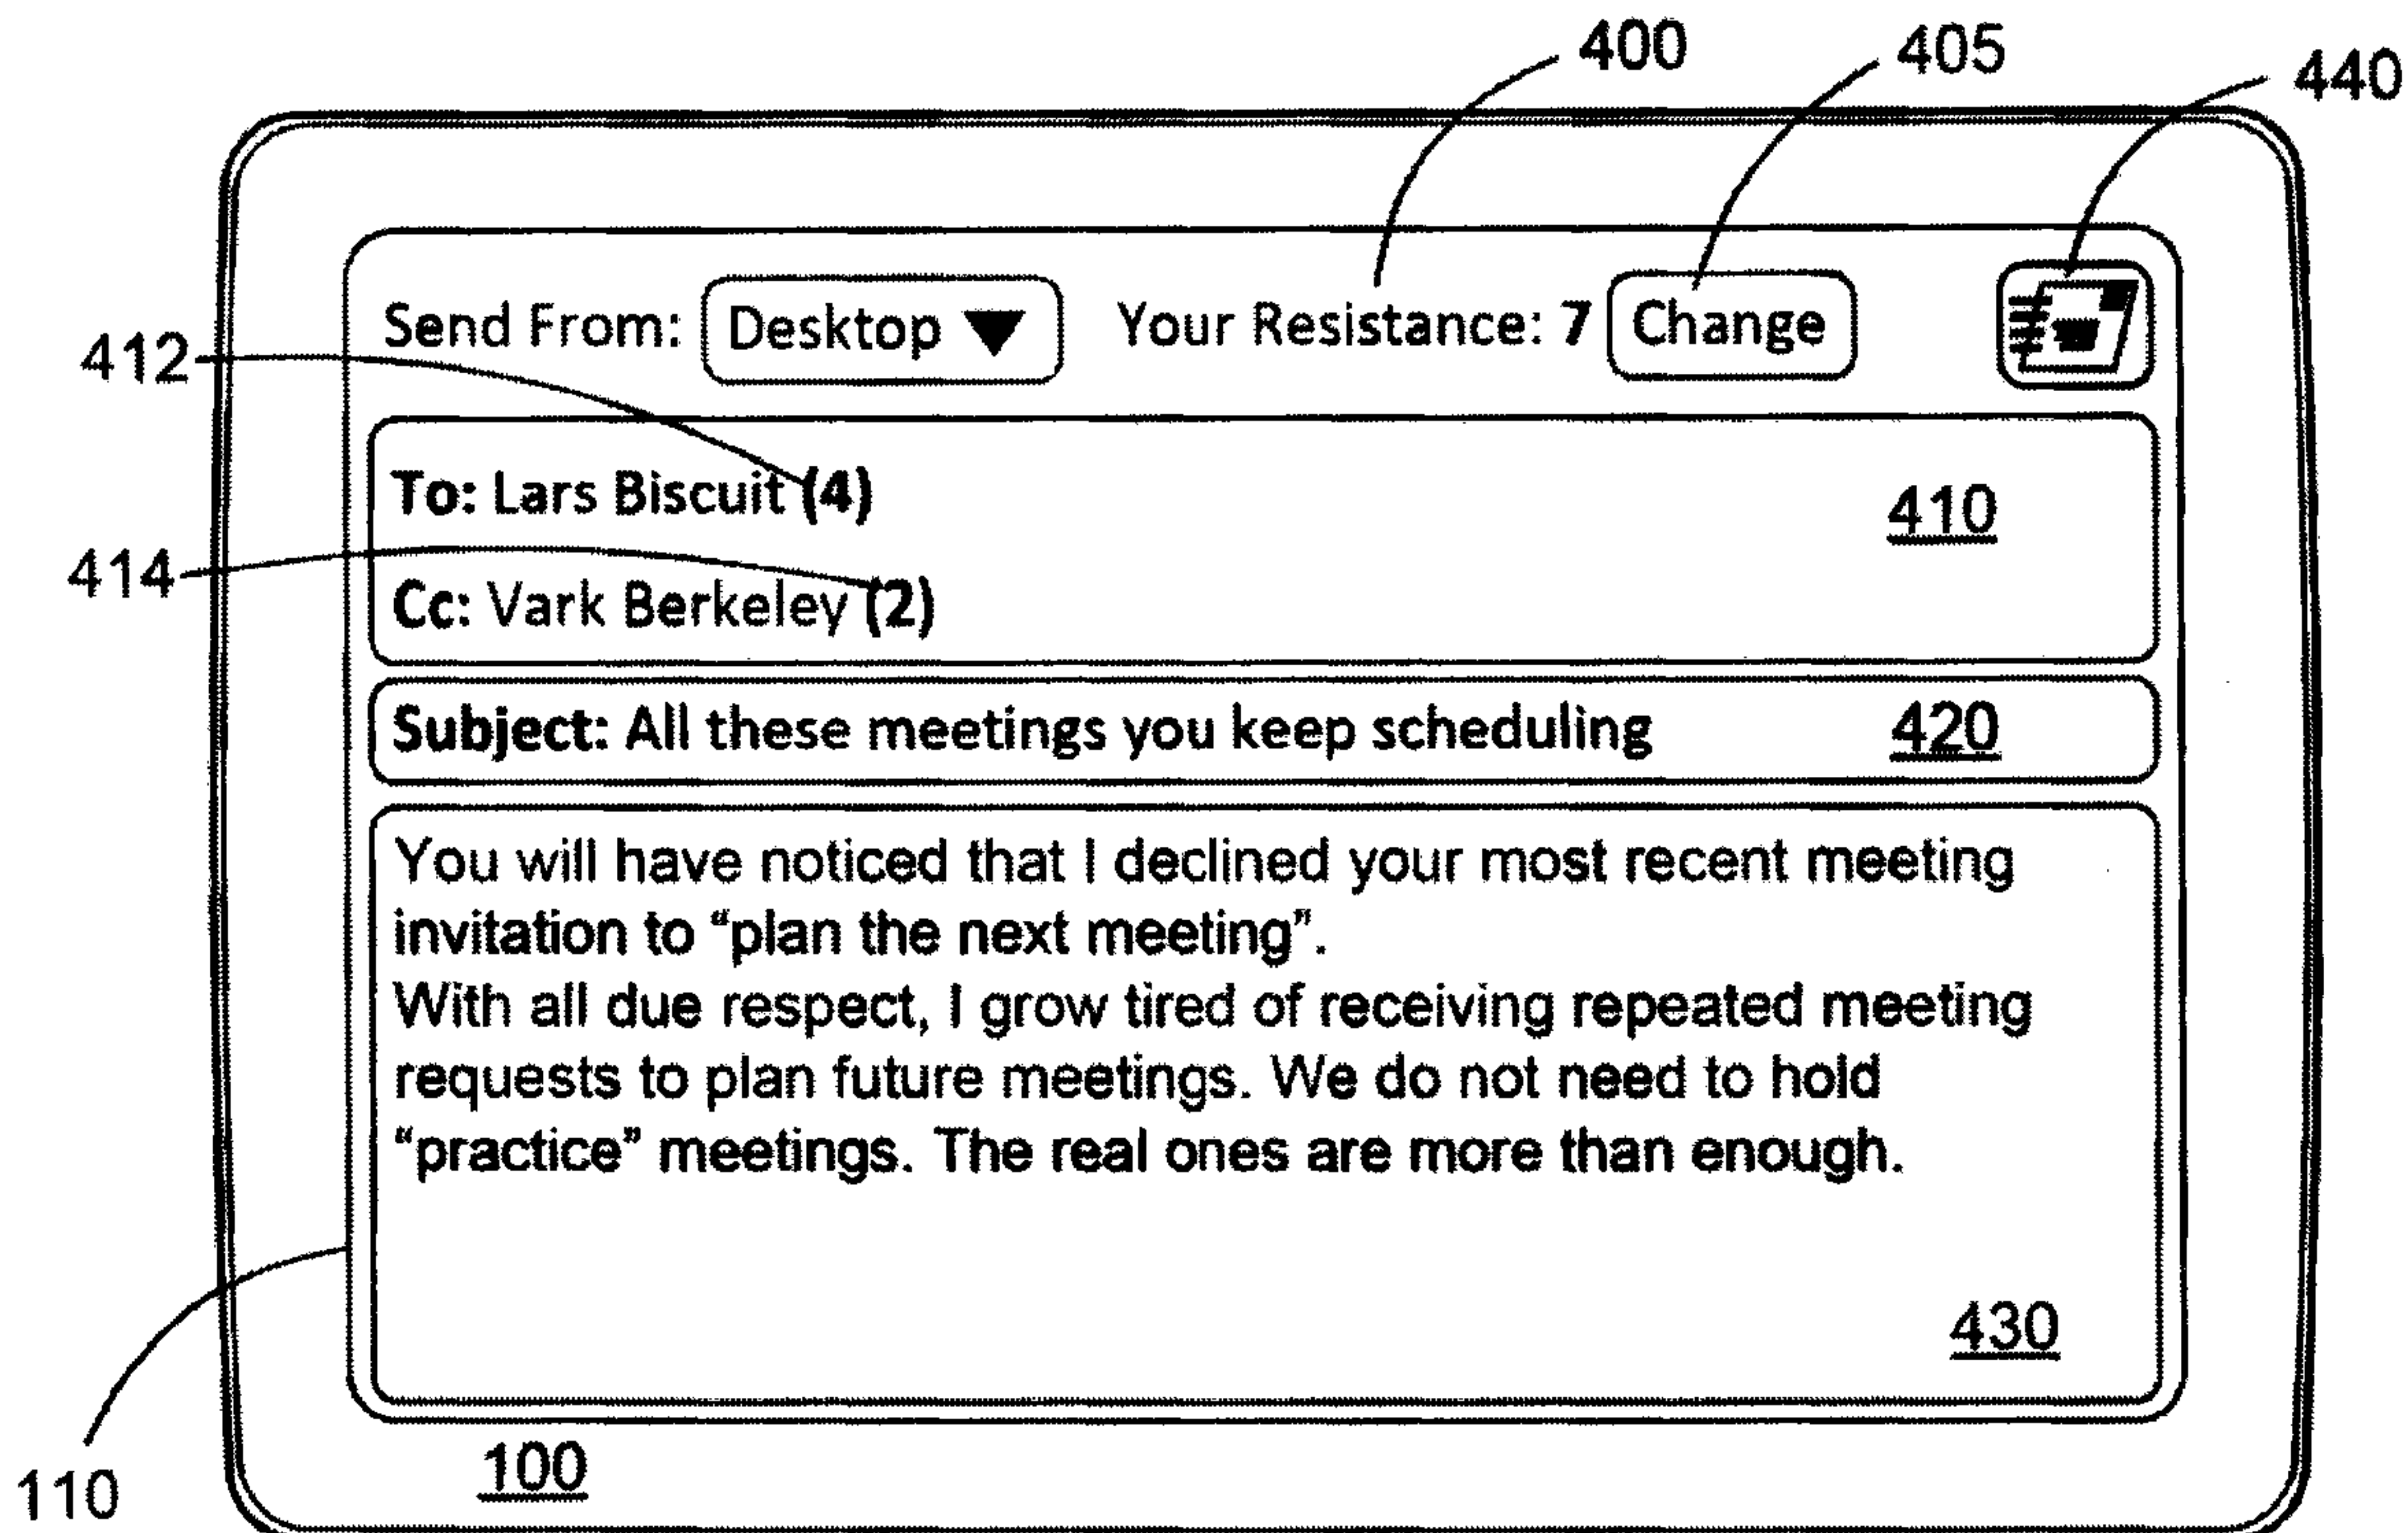 400 405 440
Send From: Desktop Your Resistance: 7 Change
412
To: Lars Biscuit (4) 410
414
Cc: Vark Berkeley (2)
Subject: All these meetings you keep scheduling 420
You will have noticed that I declined your most recent meeting
invitation to “plan the next meeting”.
With all due respect, I grow tired of receiving repeated meeting
requests to plan future meetings. We do not need to hold
“practice” meetings. The real ones are more than enough.
430
100
110